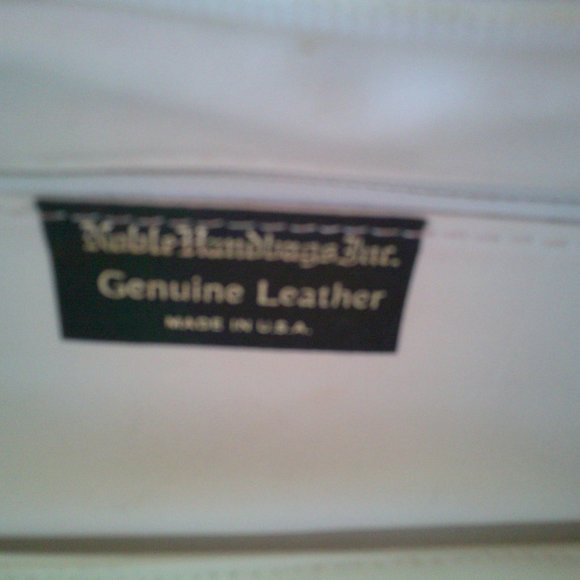 Noble Handbags Inc.
Genuine Leather
MADE IN U.S.A.